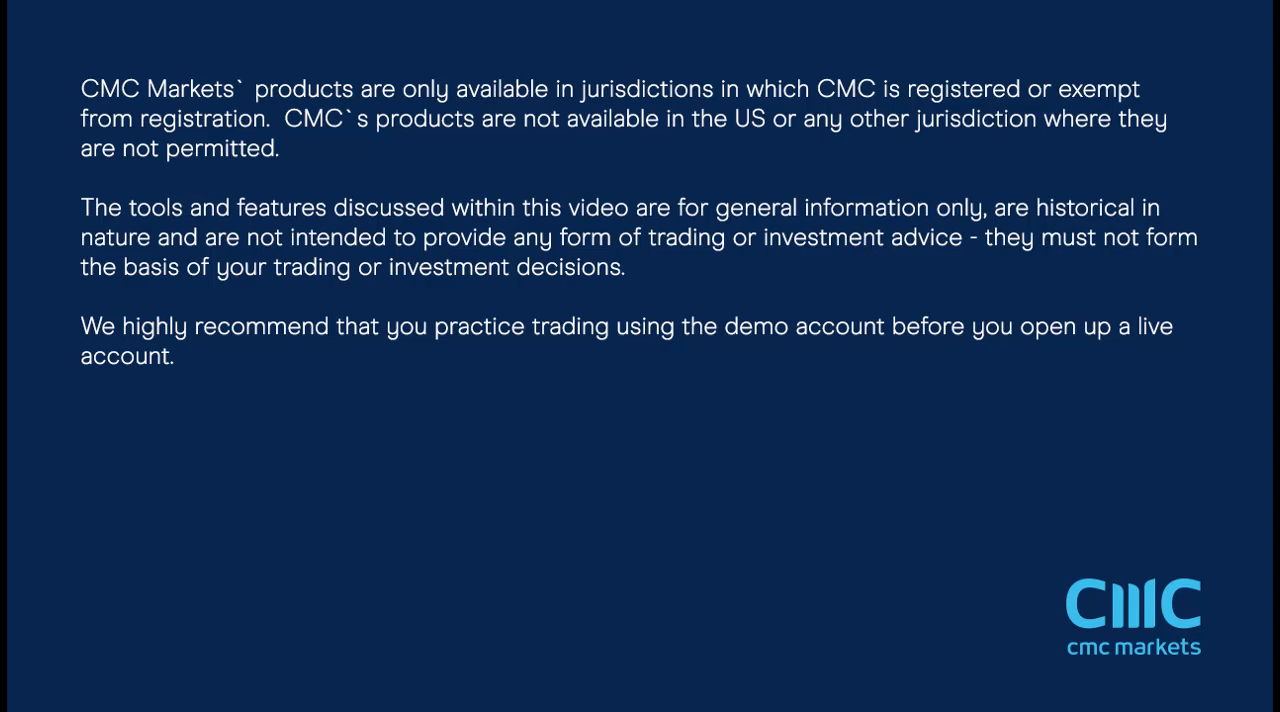 CMC Markets` products are only available in jurisdictions in which CMC is registered or exempt
from registration.  CMC`s products are not available in the US or any other jurisdiction where they
are not permitted.
The tools and features discussed within this video are for general information only, are historical in
nature and are not intended to provide any form of trading or investment advice - they must not form
the basis of your trading or investment decisions.
We highly recommend that you practice trading using the demo account before you open up a live
account.
CMC
cmc markets